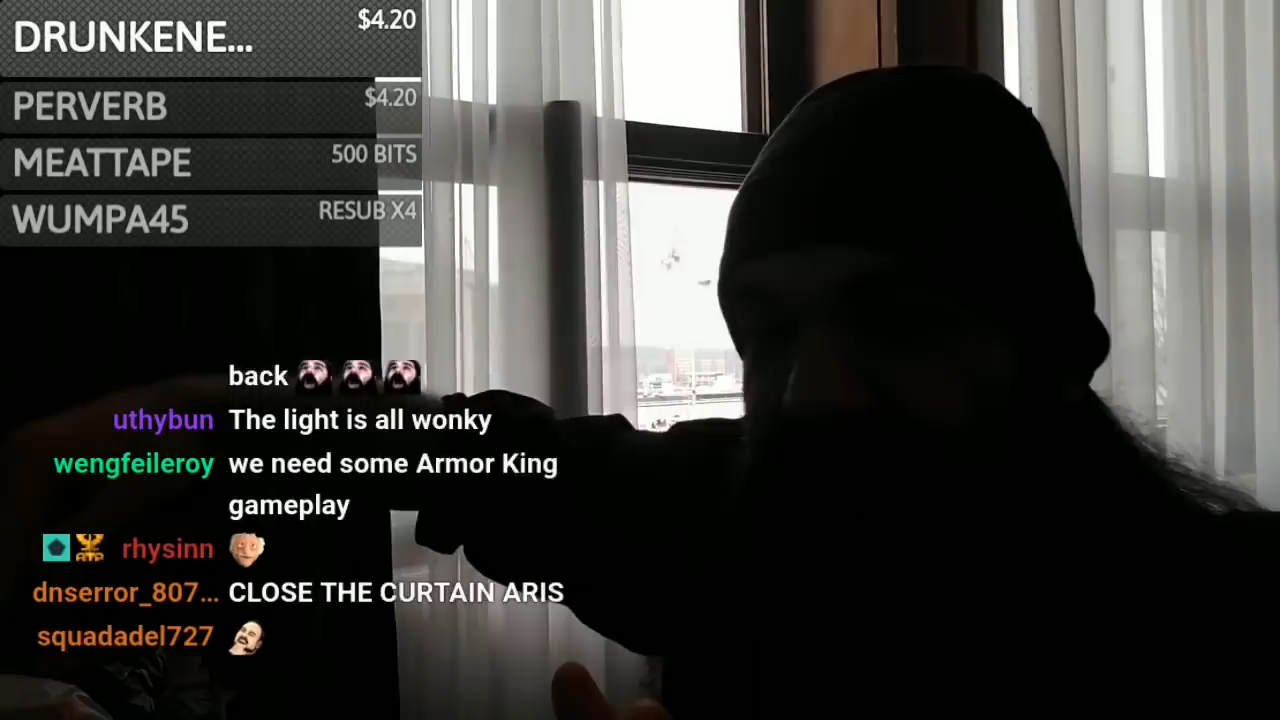 DRUNKENE... $4.20
PERVERB $4.20
MEATTAPE 500 BITS
WUMPA45 RESUB X4
back
uthybun The light is all wonky
wengfeileroy we need some Armor King
gameplay
rhysinn
dnserror_807... CLOSE THE CURTAIN ARIS
squadadel727